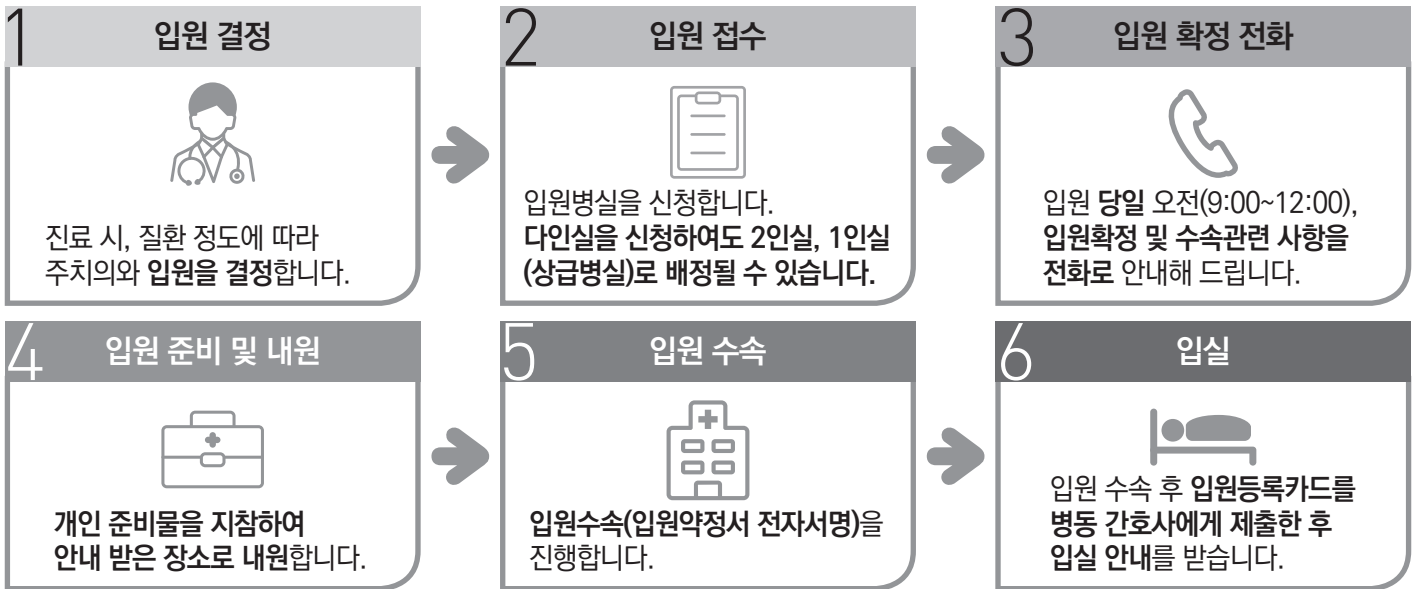 1 입원 결정
진료 시, 질환 정도에 따라
주치의와 입원을 결정합니다.
2 입원 접수
입원병실을 신청합니다.
다인실을 신청하여도 2인실, 1인실
(상급병실)로 배정될 수 있습니다.
3 입원 확정 전화
입원 당일 오전(9:00~12:00),
입원확정 및 수속관련 사항을
전화로 안내해 드립니다.
4 입원 준비 및 내원
개인 준비물을 지참하여
안내 받은 장소로 내원합니다.
5 입원 수속
입원수속(입원약정서 전자서명)을
진행합니다.
6 입실
입원 수속 후 입원등록카드를
병동 간호사에게 제출한 후
입실 안내를 받습니다.